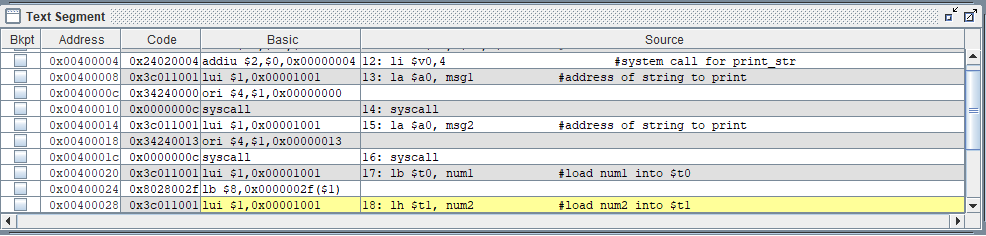 Text Segment
Bkpt Address Code Basic Source
0x00400004 0x24020004 addiu $2,$0,0x00000004 12: li $v0,4 #system call for print_str
0x00400008 0x3c011001 lui $1,0x00001001 13: la $a0, msg1 #address of string to print
0x0040000c 0x34240000 ori $4,$1,0x00000000
0x00400010 0x0000000c syscall 14: syscall
0x00400014 0x3c011001 lui $1,0x00001001 15: la $a0, msg2 #address of string to print
0x00400018 0x34240013 ori $4,$1,0x00000013
0x0040001c 0x0000000c syscall 16: syscall
0x00400020 0x3c011001 lui $1,0x00001001 17: lb $t0, num1 #load num1 into $t0
0x00400024 0x8028002f lb $8,0x0000002f($1)
0x00400028 0x3c011001 lui $1,0x00001001 18: lh $t1, num2 #load num2 into $t1